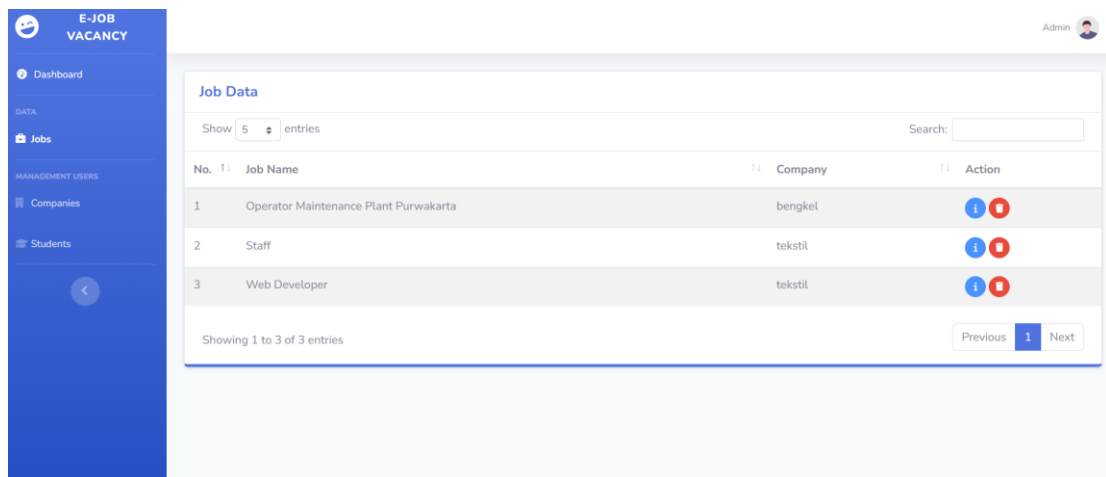 E-JOB
VACANCY
Admin
Dashboard
DATA
Jobs
MANAGEMENT USERS
Companies
Students
Job Data
Show 5 entries
Search:
No. Job Name Company Action
1 Operator Maintenance Plant Purwakarta bengkel
2 Staff tekstil
3 Web Developer tekstil
Showing 1 to 3 of 3 entries
Previous 1 Next